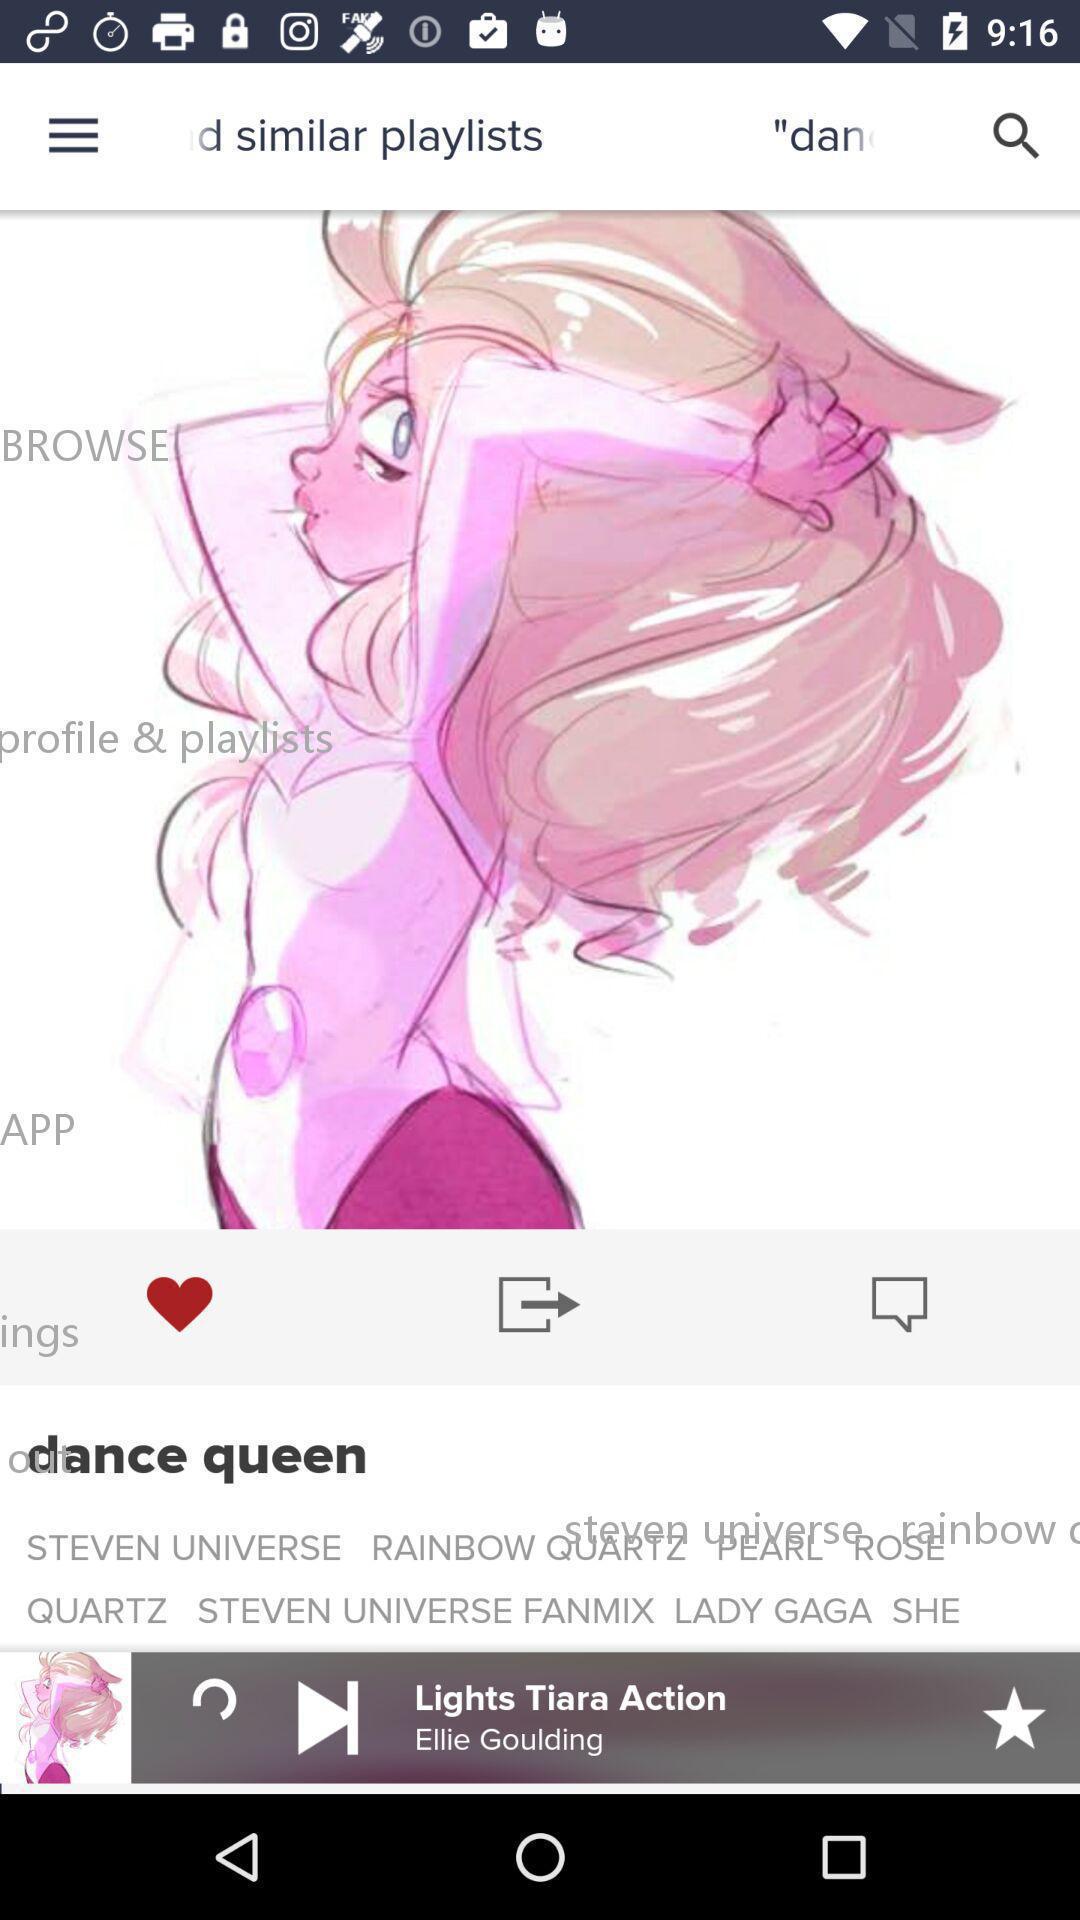 FAKE
9:16
d similar playlists "dan
BROWSE
profile & playlists
APP
ings
out
dance queen
steven universe rainbow
STEVEN UNIVERSE RAINBOW QUARTZ PEARL ROSE
QUARTZ STEVEN UNIVERSE FANMIX LADY GAGA SHE
Lights Tiara Action
Ellie Goulding